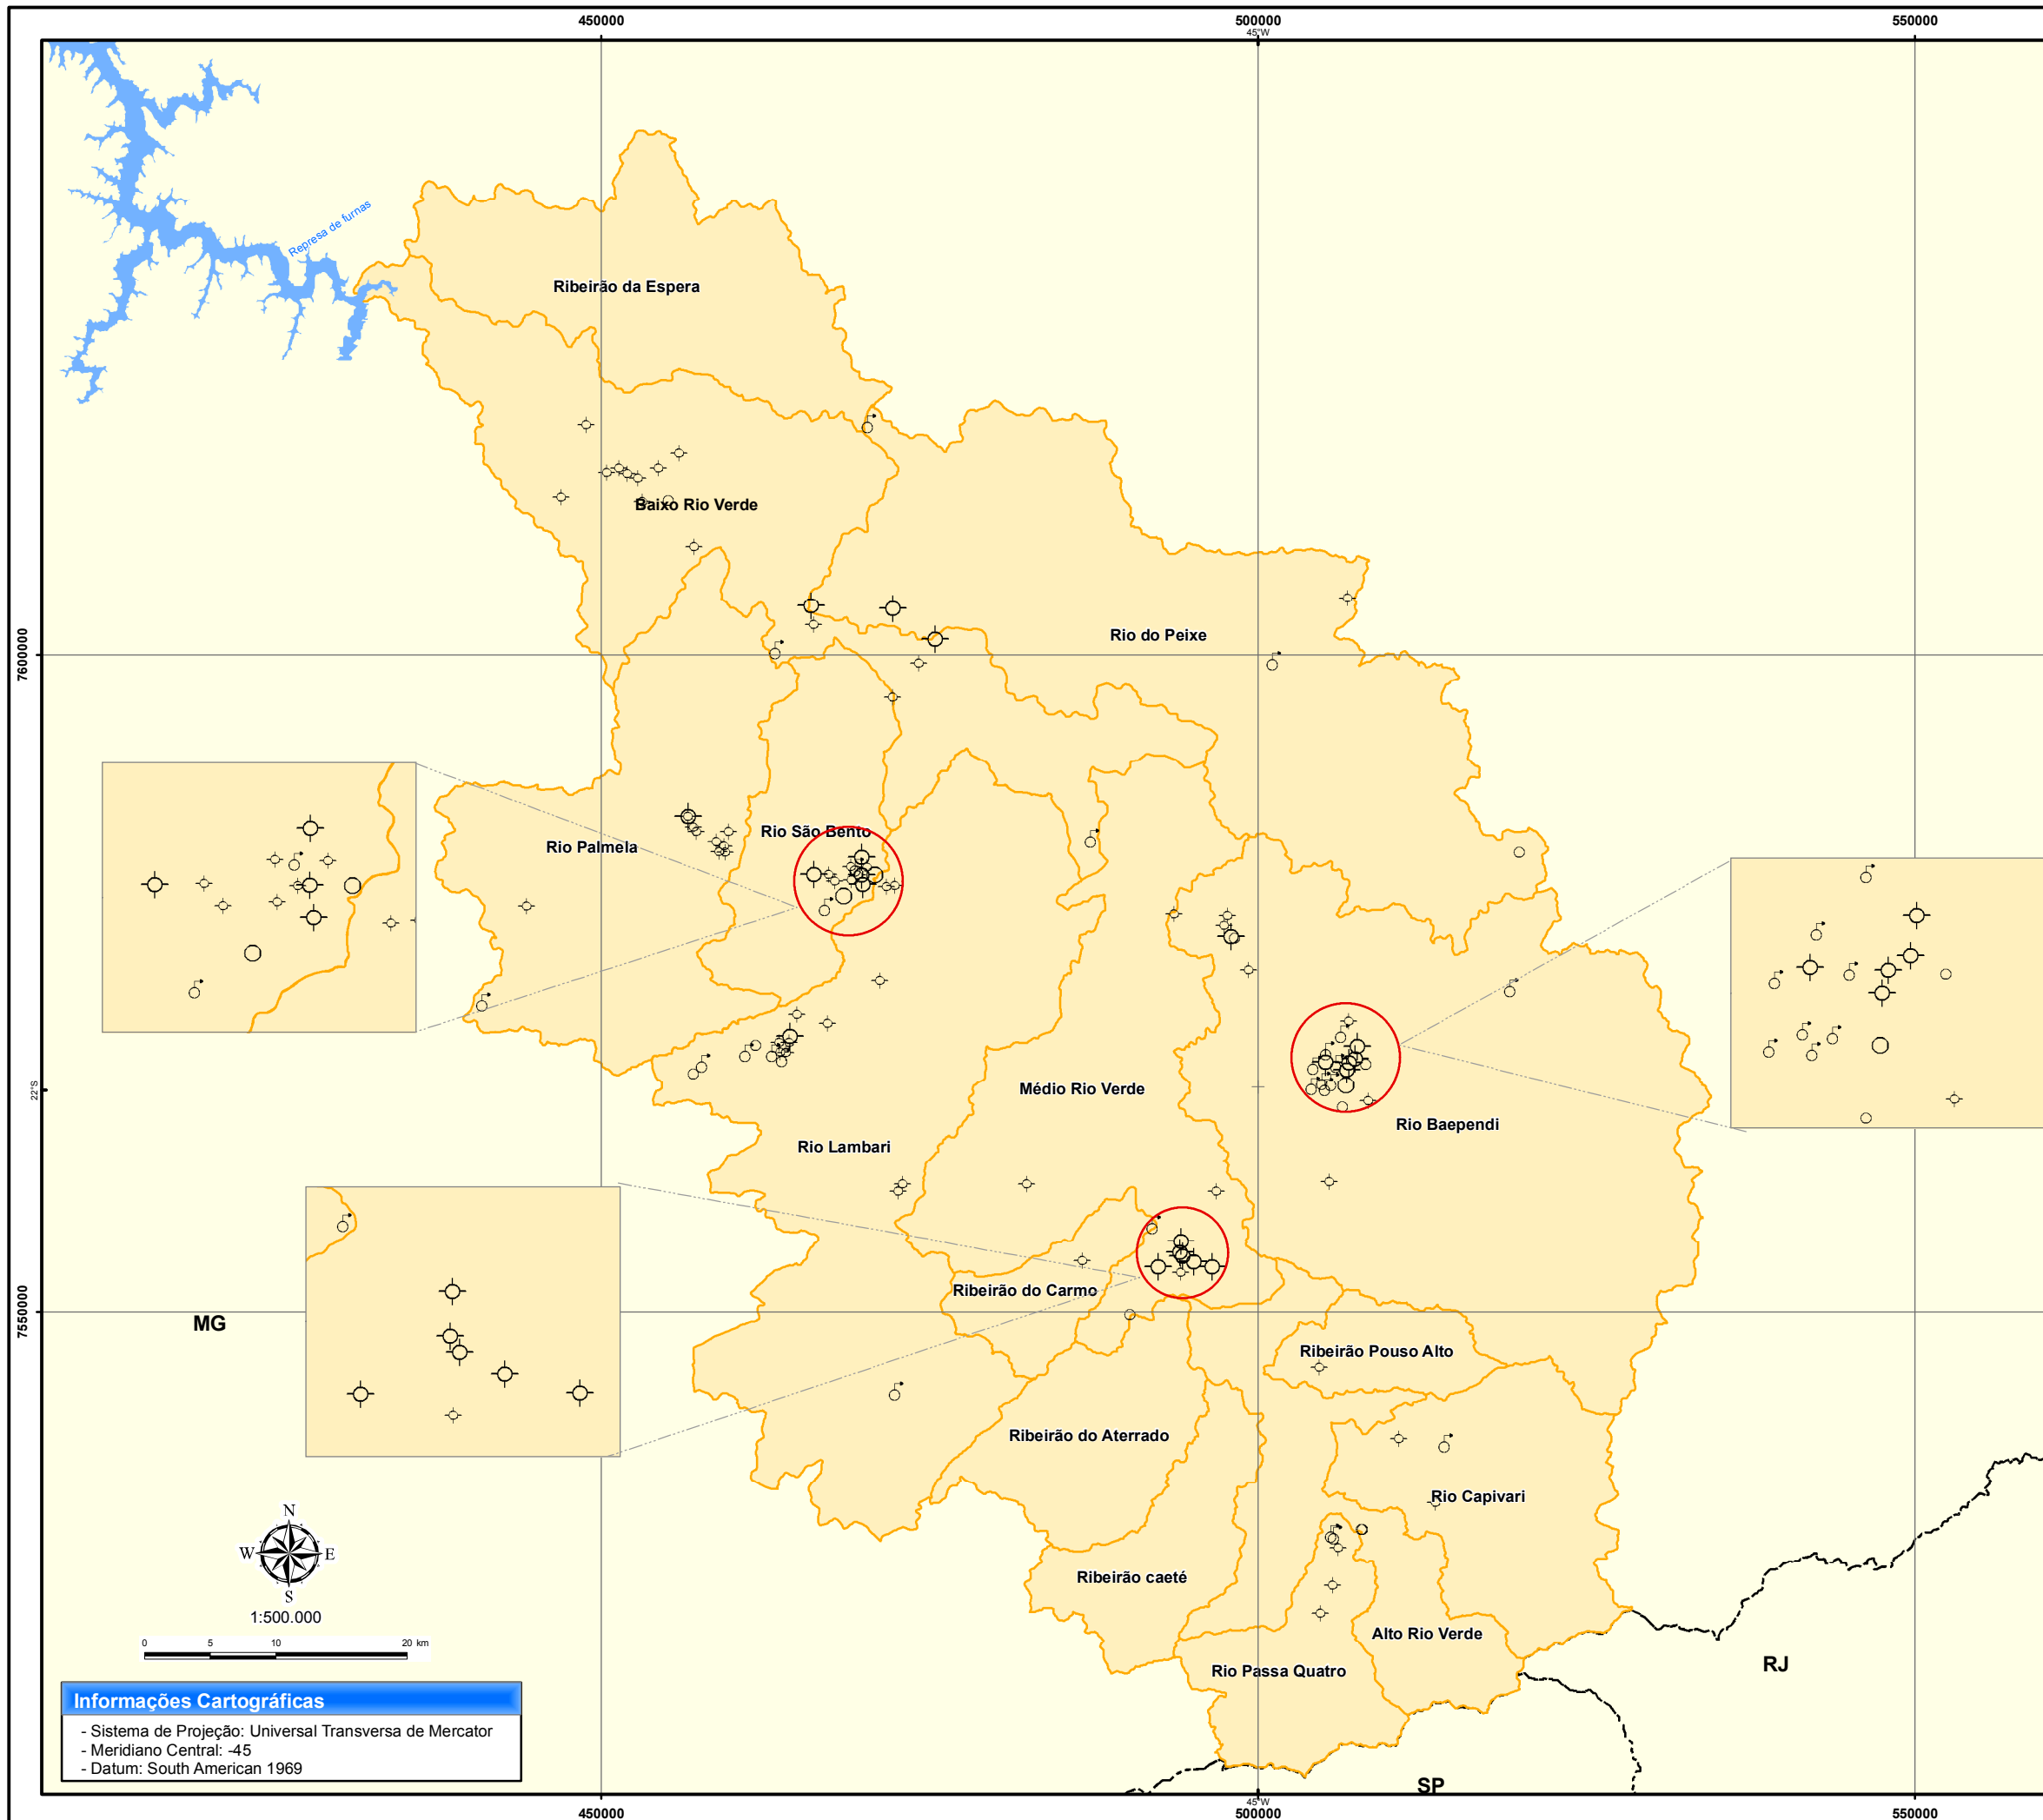 450000
500000
550000
45°W
Represa de furnas
Ribeirão da Espera
Baixo Rio Verde
7600000
Rio do Peixe
Rio São Bento
Rio Palmela
22°S
Médio Rio Verde
Rio Baependi
Rio Lambari
Ribeirão do Carmo
7550000
MG
Ribeirão Pouso Alto
Ribeirão do Aterrado
Rio Capivari
N
W
E
S
Ribeirão caeté
1:500.000
Alto Rio Verde
0 5 10 20 km
RJ
Rio Passa Quatro
Informações Cartográficas
- Sistema de Projeção: Universal Transversa de Mercator
- Meridiano Central: -45
- Datum: South American 1969
SP
45°W
450000
500000
550000